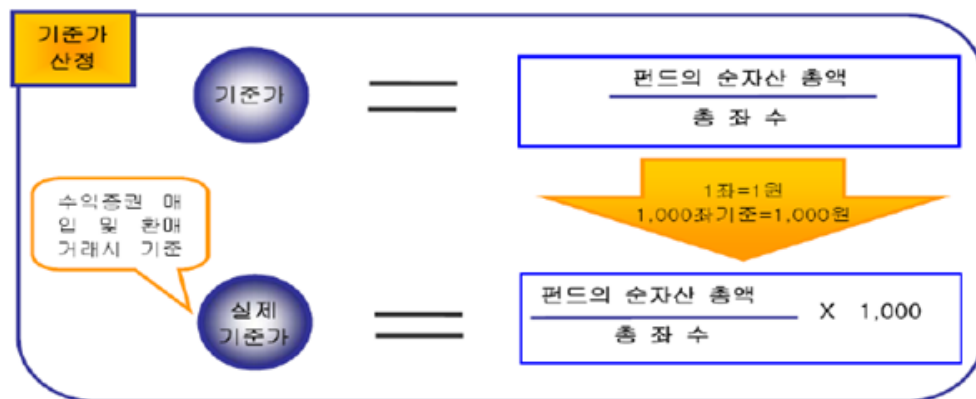 기준가
산정
기준가
펀드의 순자산 총액
총 좌 수
1좌=1원
1,000좌기준=1,000원
수익증권 매
입 및 환매
거래시 기준
실제
기준가
펀드의 순자산 총액
총 좌 수
X 1,000